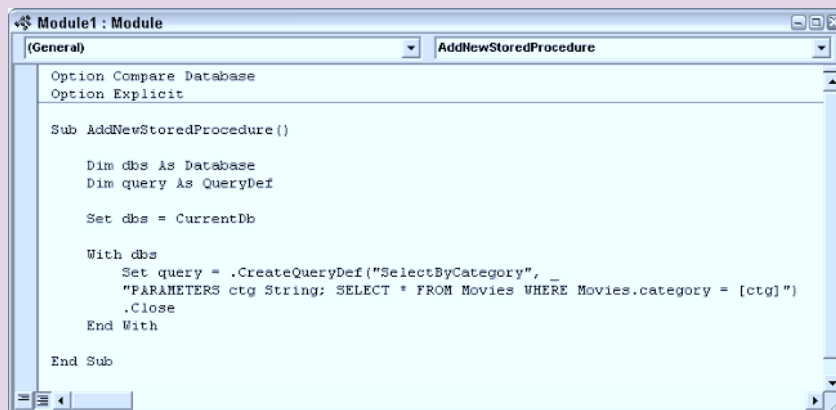 Module1 : Module
(General)
AddNewStoredProcedure
Option Compare Database
Option Explicit
Sub AddNewStoredProcedure()
Dim dbs As Database
Dim query As QueryDef
Set dbs = CurrentDb
With dbs
Set query = .CreateQueryDef("SelectByCategory", _
"PARAMETERS ctg String; SELECT * FROM Movies WHERE Movies.category = [ctg]")
.Close
End With
End Sub